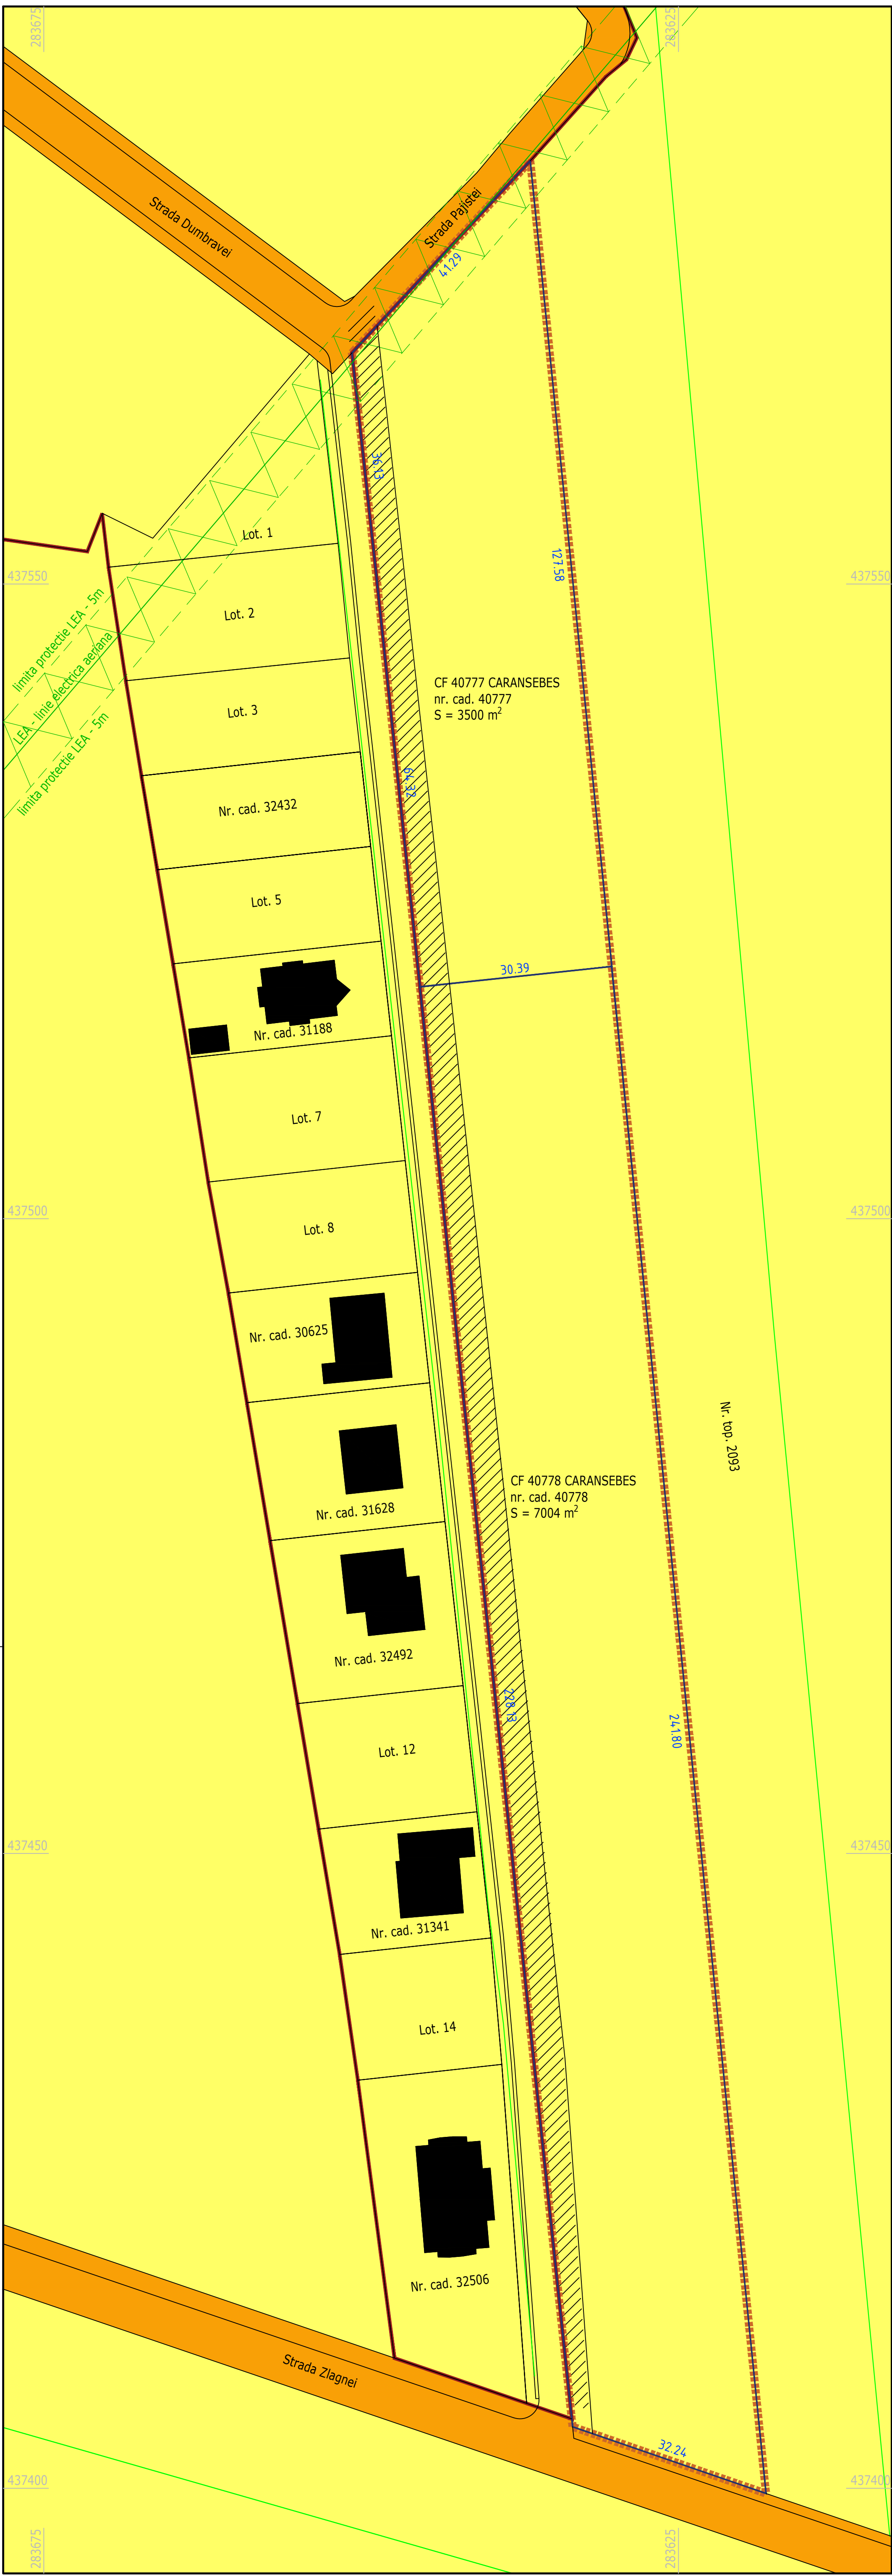 283675
283625
Strada Dumbravei
Strada Pajistei
41.29
36.13
Lot. 1
127.58
437550
437550
limita protectie LEA - 5m
LEA - linie electrica aeriana
limita protectie LEA - 5m
Lot. 2
CF 40777 CARANSEBES
nr. cad. 40777
S = 3500 m²
Lot. 3
64.32
Nr. cad. 32432
Lot. 5
30.39
Nr. cad. 31188
Lot. 7
437500
437500
Lot. 8
Nr. cad. 30625
Nr. top. 2093
CF 40778 CARANSEBES
nr. cad. 40778
S = 7004 m²
Nr. cad. 31628
Nr. cad. 32492
241.80
Lot. 12
437450
437450
Nr. cad. 31341
Lot. 14
Nr. cad. 32506
Strada Zlagnei
32.24
437400
437400
283675
283625